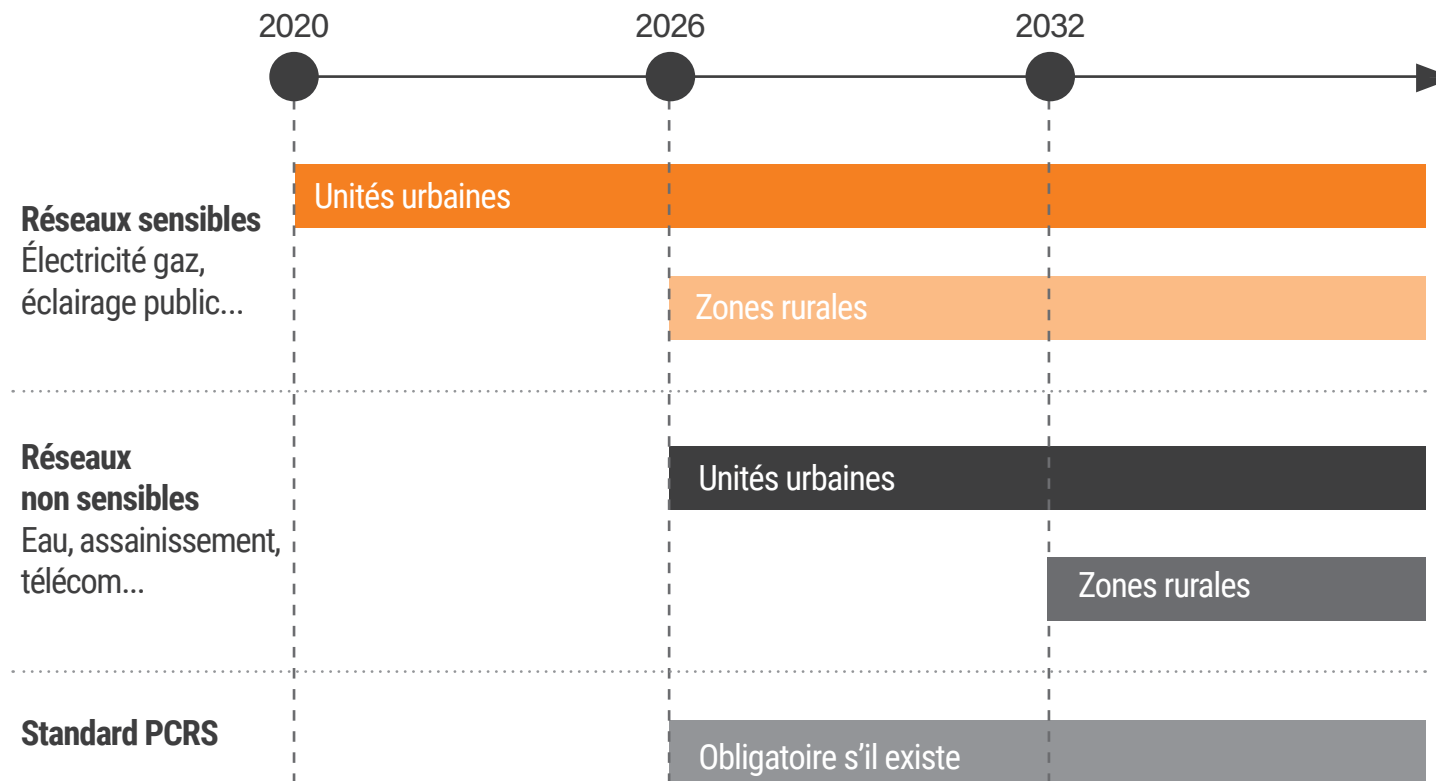 2020
2026
2032
Unités urbaines
Réseaux sensibles
Électricité gaz,
éclairage public...
Zones rurales
Réseaux
non sensibles
Eau, assainissement,
télécom...
Unités urbaines
Zones rurales
Standard PCRS
Obligatoire s'il existe